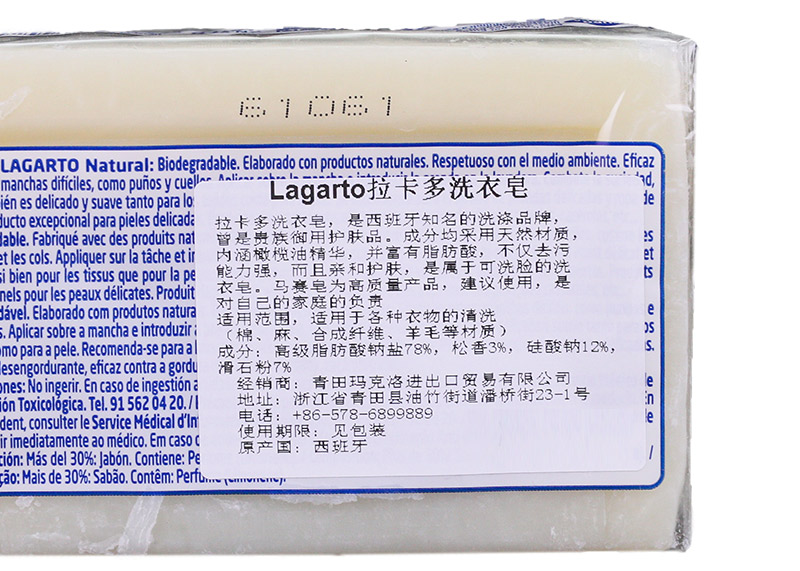 61061
LAGARTO Natural: Biodegradable. Elaborado con productos naturales. Respetuoso con el medio ambiente. Eficaz
manchas difíciles, como puños y cuellos. Aplicar sobre la mancha
Lagarto拉卡多洗衣皂
ién es delicado y suave tanto para los
拉卡多洗衣皂，是西班牙知名的洗涤品牌，
ducto excepcional para pieles delicada
皆是贵族御用护肤品。成分均采用天然材质，
dable. Fabriqué avec des produits nat
内涵橄榄油精华，并富有脂肪酸，不仅去污
et les cols. Appliquer sur la tâche et in
能力强，而且亲和护肤，是属于可洗脸的洗
si bien pour les tissus que pour la pe
衣皂。马赛皂为高质量产品，建议使用，是
nels pour les peaux délicates. Produit
对自己的家庭的负责
dável. Elaborado com produtos natura
适用范围，适用于各种衣物的清洗
. Aplicar sobre a mancha e introduzir a
（棉、麻、合成纤维、羊毛等材质）
omo para a pele. Recomenda-se para a l
成分：高级脂肪酸钠盐78%，松香3%，硅酸钠12%，
desengordurante, eficaz contra a gordu
滑石粉7%
ones: No ingerir. En caso de ingestión a
经销商：青田玛克洛进出口贸易有限公司
ión Toxicológica. Tel. 91 562 04 20. /
地址：浙江省青田县油竹街道潘桥街23-1号
dent, consulter le Service Médical d'In
电话：+86-578-6899889
ir imediatamente ao médico. Em caso d
使用期限：见包装
ción: Más del 30%: Jabón. Contiene: Pe
原产国：西班牙
ção: Mais de 30%: Sabão. Contém: Perfume (Limonene).